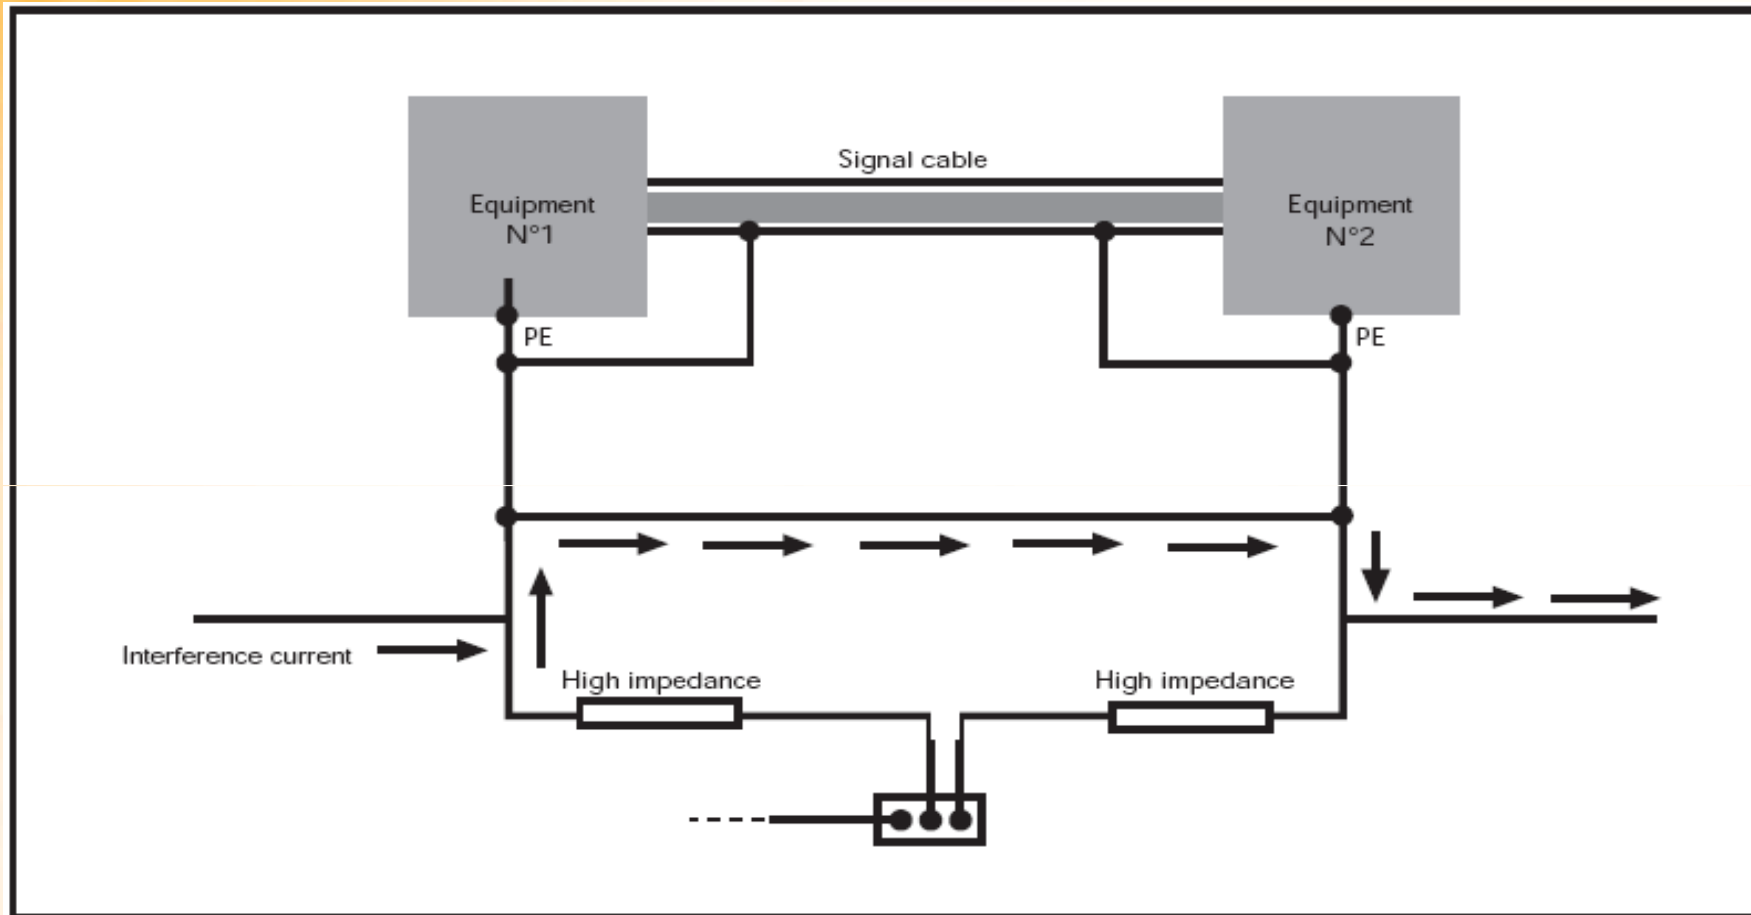 Signal cable
Equipment
N°1
Equipment
N°2
PE
PE
Interference current
High impedance
High impedance